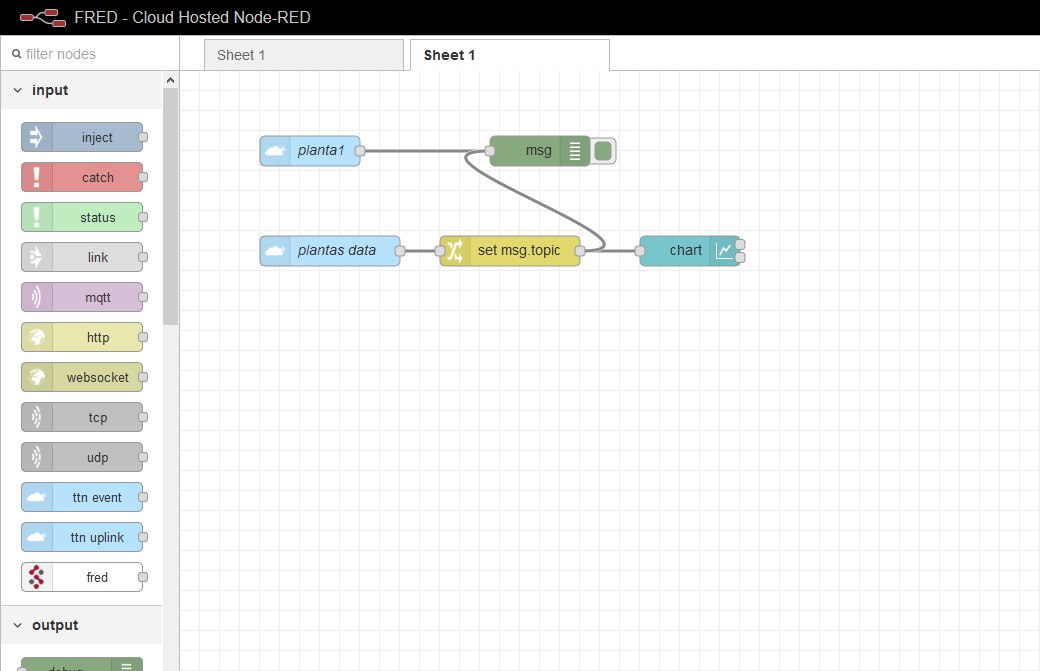 FRED - Cloud Hosted Node-RED
filter nodes
Sheet 1
Sheet 1
input
inject
catch
status
link
mqtt
http
websocket
tcp
udp
ttn event
ttn uplink
fred
output
debug
planta1
msg
plantas data
set msg.topic
chart